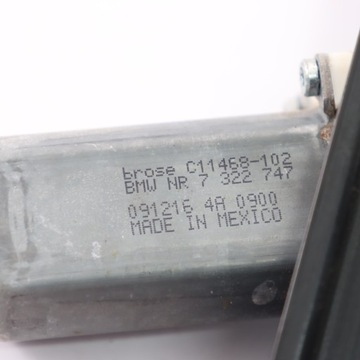 brose C11468-102
BMW NR 7 322 747
091216 4A 0900
MADE IN MEXICO